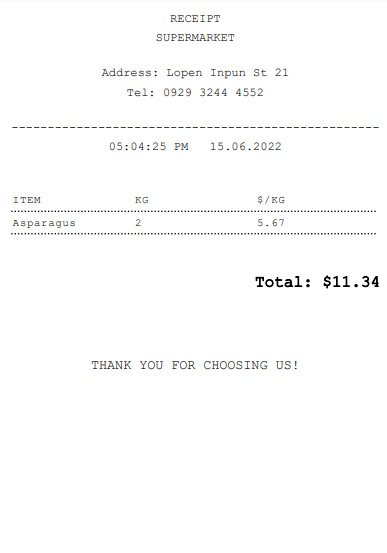 RECEIPT
SUPERMARKET
Address: Lopen Inpun St 21
Tel: 0929 3244 4552
05:04:25 PM 15.06.2022
ITEM KG $/KG
Asparagus 2 5.67
Total: $11.34
THANK YOU FOR CHOOSING US!